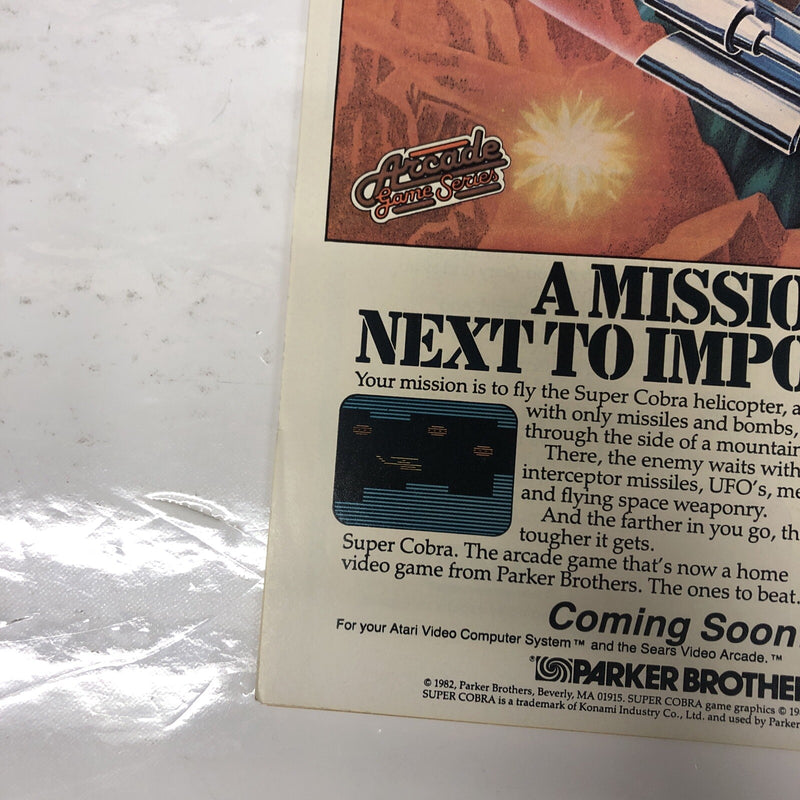 Arcade
Game Series
A MISSIO
NEXT TO IMPO
Your mission is to fly the Super Cobra helicopter, a
with only missiles and bombs,
through the side of a mountain
There, the enemy waits with
interceptor missiles, UFO's, me
and flying space weaponry.
And the farther in you go, th
tougher it gets.
Super Cobra. The arcade game that's now a home
video game from Parker Brothers. The ones to beat.
Coming Soon
For your Atari Video Computer System™ and the Sears Video Arcade.™
PARKER BROTHE
© 1982, Parker Brothers, Beverly, MA 01915. SUPER COBRA game graphics © 19
SUPER COBRA is a trademark of Konami Industry Co., Ltd. and used by Parker